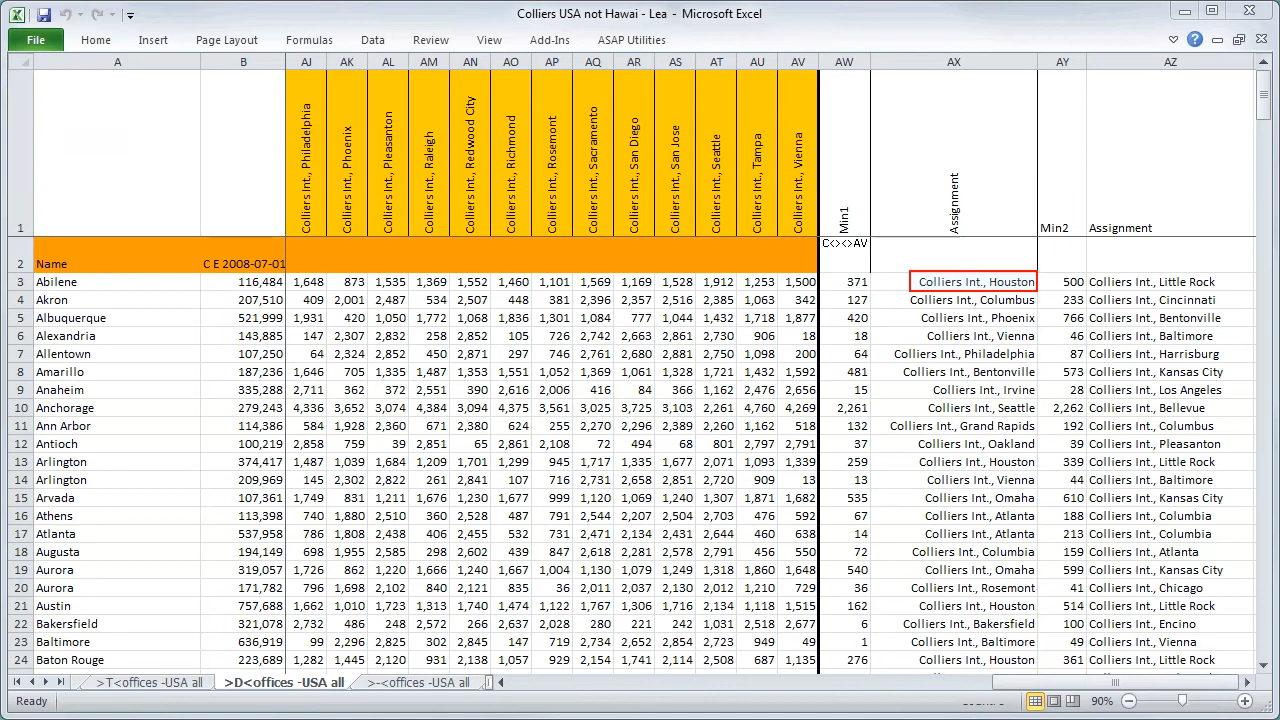 Colliers USA not Hawai - Lea - Microsoft Excel
File Home Insert Page Layout Formulas Data Review View Add-Ins ASAP Utilities
A B AJ AK AL AM AN AO AP AQ AR AS AT AU AV AW AX AY AZ
1 Colliers Int., Philadelphia Colliers Int., Phoenix Colliers Int., Pleasanton Colliers Int., Raleigh Colliers Int., Redwood City Colliers Int., Richmond Colliers Int., Rosemont Colliers Int., Sacramento Colliers Int., San Diego Colliers Int., San Jose Colliers Int., Seattle Colliers Int., Tampa Colliers Int., Vienna Min1 Assignment Min2 Assignment
2 Name C E 2008-07-01 C<><>AV
3 Abilene 116,484 1,648 873 1,535 1,369 1,552 1,460 1,101 1,569 1,169 1,528 1,912 1,253 1,500 371 Colliers Int., Houston 500 Colliers Int., Little Rock
4 Akron 207,510 409 2,001 2,487 534 2,507 448 381 2,396 2,357 2,516 2,385 1,063 342 127 Colliers Int., Columbus 233 Colliers Int., Cincinnati
5 Albuquerque 521,999 1,931 420 1,050 1,772 1,068 1,836 1,301 1,084 777 1,044 1,432 1,718 1,877 420 Colliers Int., Phoenix 766 Colliers Int., Bentonville
6 Alexandria 143,885 147 2,307 2,832 258 2,852 105 726 2,742 2,663 2,861 2,730 906 18 18 Colliers Int., Vienna 46 Colliers Int., Baltimore
7 Allentown 107,250 64 2,324 2,852 450 2,871 297 746 2,761 2,680 2,881 2,750 1,098 200 64 Colliers Int., Philadelphia 87 Colliers Int., Harrisburg
8 Amarillo 187,236 1,646 705 1,335 1,487 1,353 1,551 1,052 1,369 1,061 1,328 1,721 1,432 1,592 481 Colliers Int., Bentonville 573 Colliers Int., Kansas City
9 Anaheim 335,288 2,711 362 372 2,551 390 2,616 2,006 416 84 366 1,162 2,476 2,656 15 Colliers Int., Irvine 28 Colliers Int., Los Angeles
10 Anchorage 279,243 4,336 3,652 3,074 4,384 3,094 4,375 3,561 3,025 3,725 3,103 2,261 4,760 4,269 2,261 Colliers Int., Seattle 2,262 Colliers Int., Bellevue
11 Ann Arbor 114,386 584 1,928 2,360 671 2,380 624 255 2,270 2,296 2,389 2,260 1,162 518 132 Colliers Int., Grand Rapids 192 Colliers Int., Columbus
12 Antioch 100,219 2,858 759 39 2,851 65 2,861 2,108 72 494 68 801 2,797 2,791 37 Colliers Int., Oakland 39 Colliers Int., Pleasanton
13 Arlington 374,417 1,487 1,039 1,684 1,209 1,701 1,299 945 1,717 1,335 1,677 2,071 1,093 1,339 259 Colliers Int., Houston 339 Colliers Int., Little Rock
14 Arlington 209,969 145 2,302 2,822 261 2,841 107 716 2,731 2,658 2,851 2,720 909 13 13 Colliers Int., Vienna 44 Colliers Int., Baltimore
15 Arvada 107,361 1,749 831 1,211 1,676 1,230 1,677 999 1,120 1,069 1,240 1,307 1,871 1,682 535 Colliers Int., Omaha 610 Colliers Int., Kansas City
16 Athens 113,398 740 1,880 2,510 360 2,528 487 791 2,544 2,207 2,504 2,703 476 592 67 Colliers Int., Atlanta 188 Colliers Int., Columbia
17 Atlanta 537,958 786 1,808 2,438 406 2,455 532 731 2,471 2,134 2,431 2,644 460 638 14 Colliers Int., Atlanta 213 Colliers Int., Columbia
18 Augusta 194,149 698 1,955 2,585 298 2,602 439 847 2,618 2,281 2,578 2,791 456 550 72 Colliers Int., Columbia 159 Colliers Int., Atlanta
19 Aurora 319,057 1,726 862 1,220 1,666 1,240 1,667 1,004 1,130 1,079 1,249 1,318 1,860 1,648 540 Colliers Int., Omaha 599 Colliers Int., Kansas City
20 Aurora 171,782 796 1,698 2,102 840 2,121 835 36 2,011 2,037 2,130 2,012 1,210 729 36 Colliers Int., Rosemont 41 Colliers Int., Chicago
21 Austin 757,688 1,662 1,010 1,723 1,313 1,740 1,474 1,122 1,767 1,306 1,716 2,134 1,118 1,515 162 Colliers Int., Houston 514 Colliers Int., Little Rock
22 Bakersfield 321,078 2,732 486 248 2,572 266 2,637 2,028 280 221 242 1,031 2,518 2,677 6 Colliers Int., Bakersfield 100 Colliers Int., Encino
23 Baltimore 636,919 99 2,296 2,825 302 2,845 147 719 2,734 2,652 2,854 2,723 949 49 1 Colliers Int., Baltimore 49 Colliers Int., Vienna
24 Baton Rouge 223,689 1,282 1,445 2,120 931 2,138 1,057 929 2,154 1,741 2,114 2,508 687 1,135 276 Colliers Int., Houston 361 Colliers Int., Little Rock
>T<offices -USA all >D<offices -USA all >-<offices -USA all
Ready 90%